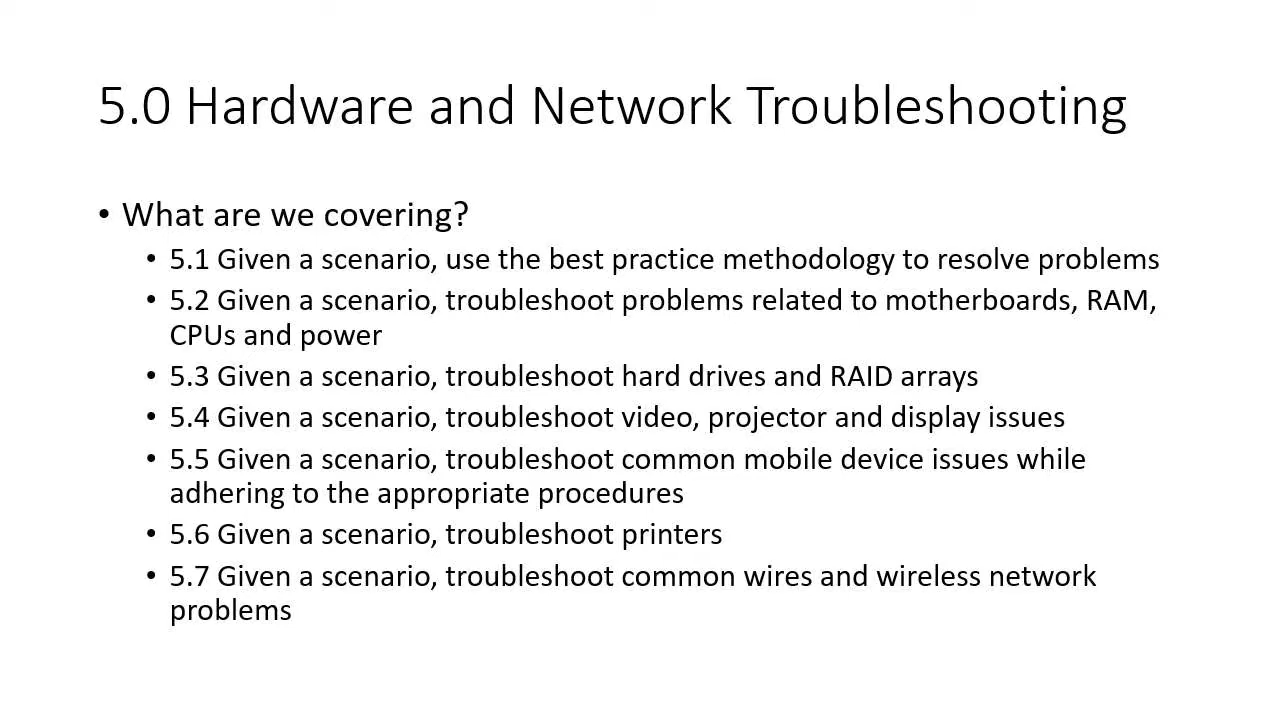 5.0 Hardware and Network Troubleshooting
• What are we covering?
• 5.1 Given a scenario, use the best practice methodology to resolve problems
• 5.2 Given a scenario, troubleshoot problems related to motherboards, RAM,
CPUs and power
• 5.3 Given a scenario, troubleshoot hard drives and RAID arrays
• 5.4 Given a scenario, troubleshoot video, projector and display issues
• 5.5 Given a scenario, troubleshoot common mobile device issues while
adhering to the appropriate procedures
• 5.6 Given a scenario, troubleshoot printers
• 5.7 Given a scenario, troubleshoot common wires and wireless network
problems